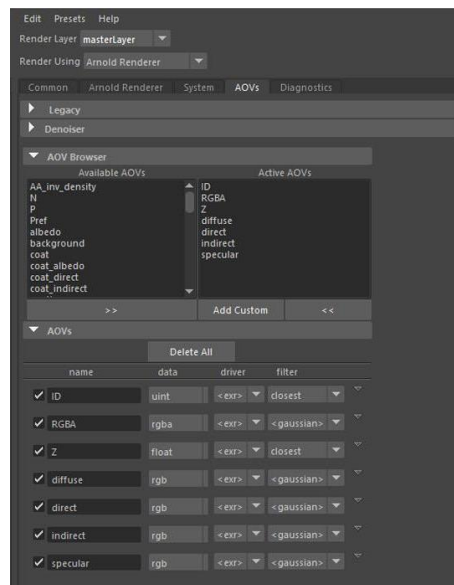 Edit Presets Help
Render Layer masterLayer
Render Using Arnold Renderer
Common Arnold Renderer System AOVs Diagnostics
Legacy
Denoiser
AOV Browser
Available AOVs Active AOVs
AA_inv_density ID
N RGBA
P Z
Pref diffuse
albedo direct
background indirect
coat specular
coat_albedo
coat_direct
coat_indirect
>> Add Custom <<
AOVs
Delete All
name data driver filter
ID uint <exr> closest
RGBA rgba <exr> <gaussian>
Z float <exr> closest
diffuse rgb <exr> <gaussian>
direct rgb <exr> <gaussian>
indirect rgb <exr> <gaussian>
specular rgb <exr> <gaussian>